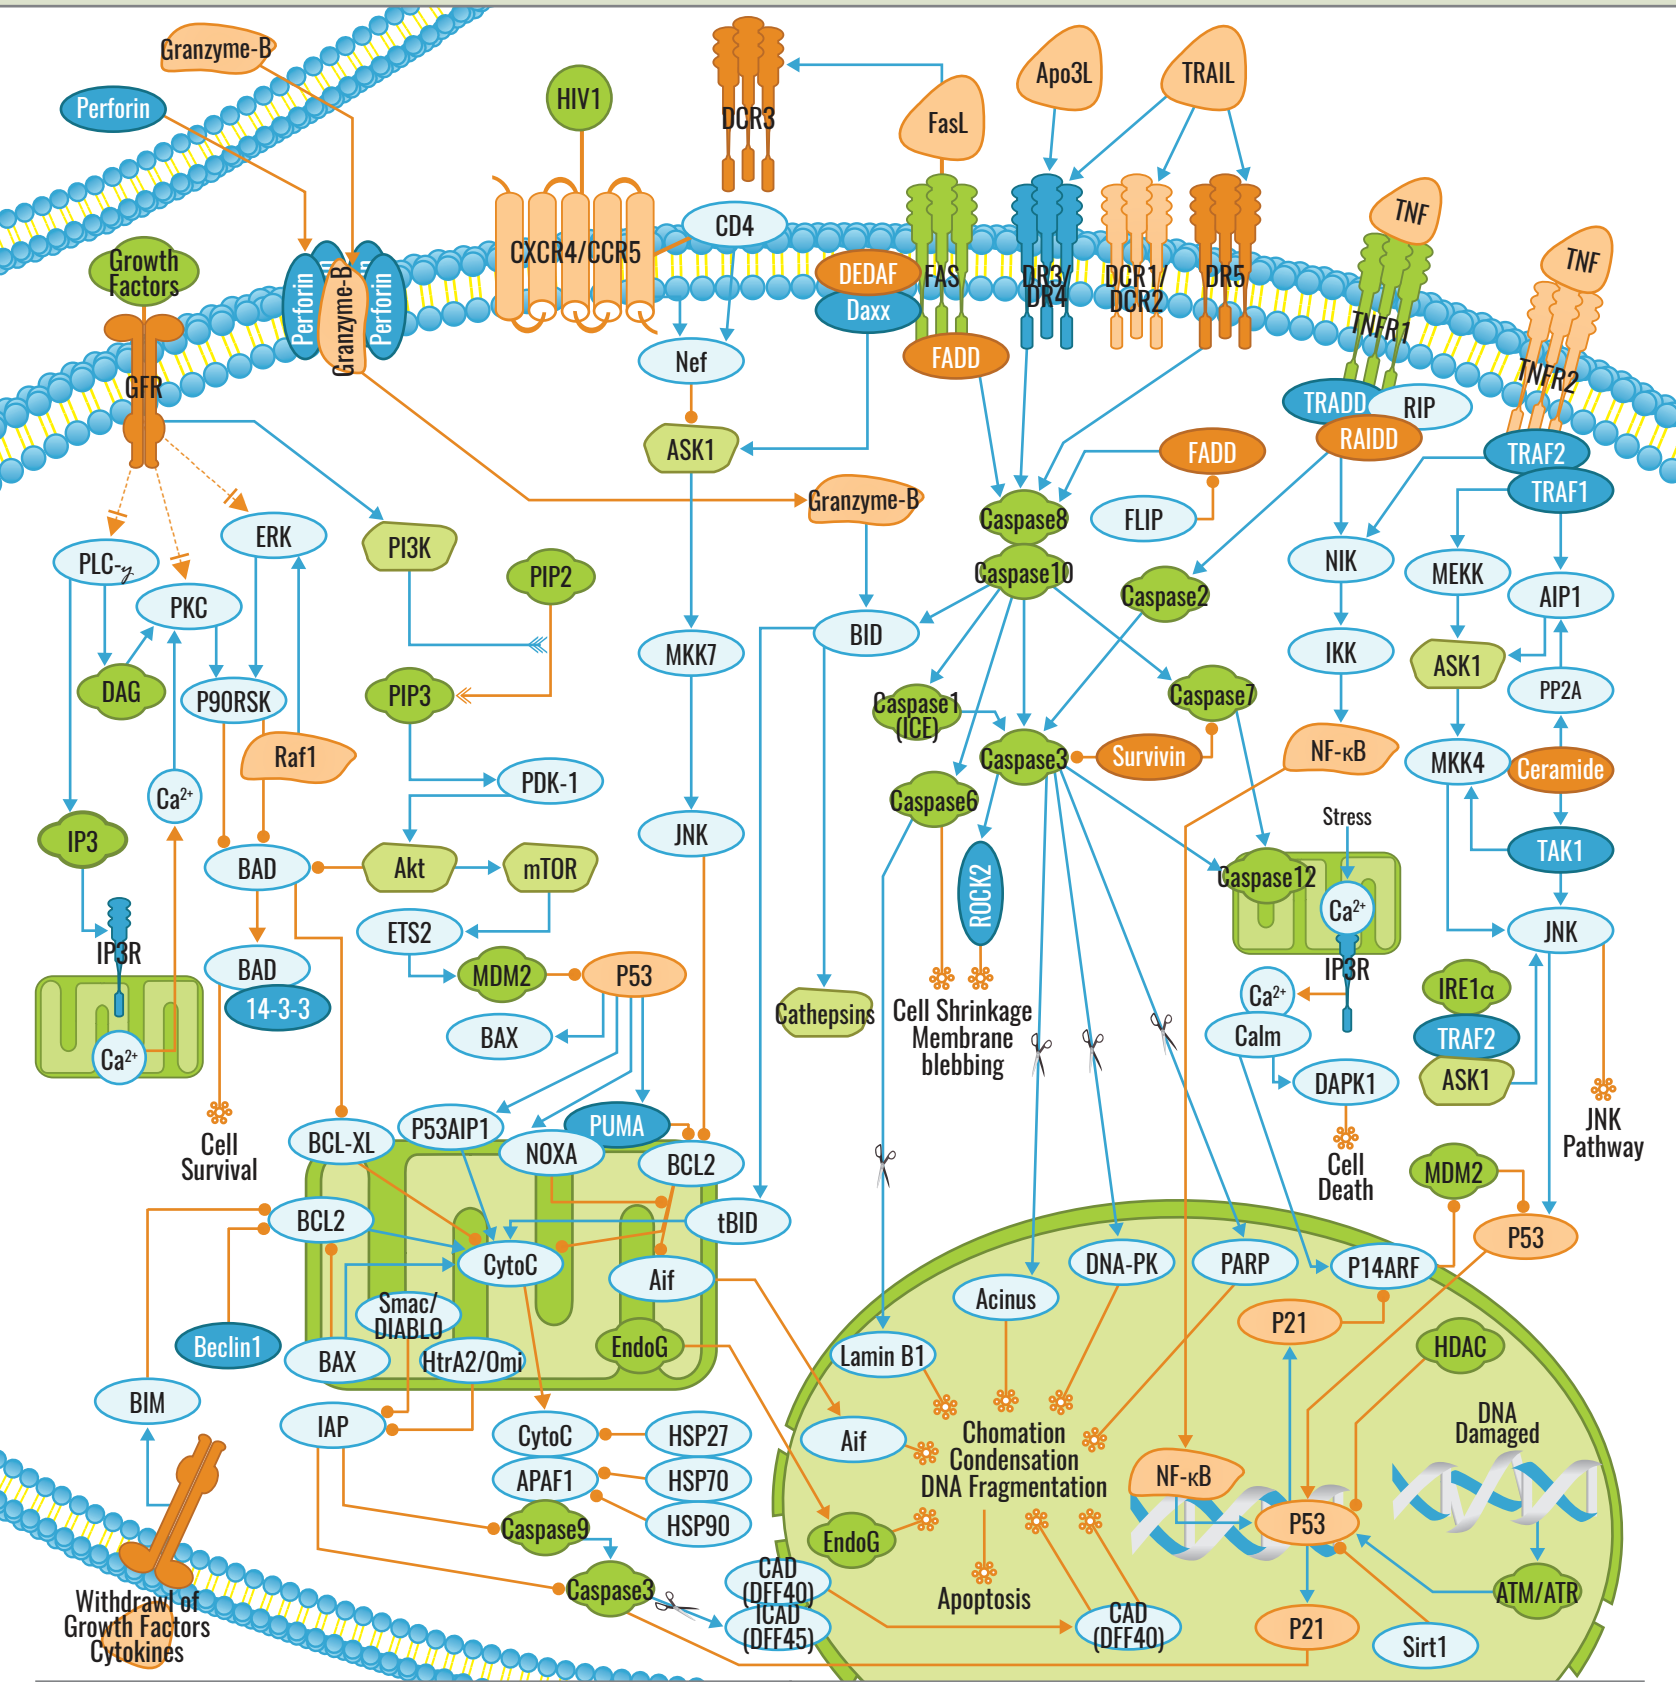 Granzyme-B
Perforin
HIV1
DCR3
FasL
Apo3L
TRAIL
TNF
TNF
Growth
Factors
GFR
Perforin
Granzyme-B
Perforin
CXCR4/CCR5
CD4
DEDAF
Daxx
FAS
FADD
DR3/
DR4
DCR1/
DCR2
DR5
TNFR1
TNFR2
TRADD
RIP
RAIDD
TRAF2
TRAF1
Nef
ASK1
FADD
FLIP
Granzyme-B
Caspase8
Caspase10
Caspase2
NIK
MEKK
AIP1
PLC-y
ERK
PI3K
PIP2
PKC
DAG
P90RSK
PIP3
MKK7
BID
IKK
ASK1
PP2A
Caspase1
(ICE)
Caspase7
Caspase3
Survivin
NF-κB
MKK4
Ceramide
Raf1
Ca2+
PDK-1
Caspase6
Stress
IP3
BAD
Akt
mTOR
JNK
ROCK2
Caspase12
Ca2+
TAK1
IP3R
BAD
14-3-3
ETS2
MDM2
P53
JNK
IP3R
Ca2+
Calm
IRE1α
TRAF2
ASK1
Ca2+
BAX
Cathepsins
Cell Shrinkage
Membrane
blebbing
DAPK1
Cell
Survival
BCL-XL
P53AIP1
NOXA
PUMA
BCL2
Cell
Death
MDM2
JNK
Pathway
BCL2
CytoC
tBID
Aif
P53
DNA-PK
PARP
P14ARF
Acinus
P21
HDAC
Smac/
DIABLO
HtrA2/Omi
BAX
EndoG
Lamin B1
Beclin1
BIM
IAP
CytoC
APAF1
Caspase9
HSP27
HSP70
HSP90
Aif
Chomation
Condensation
DNA Fragmentation
NF-κB
DNA
Damaged
P53
EndoG
Apoptosis
Caspase3
CAD
(DFF40)
ICAD
(DFF45)
CAD
(DFF40)
P21
Sirt1
ATM/ATR
Withdrawl of
Growth Factors
Cytokines